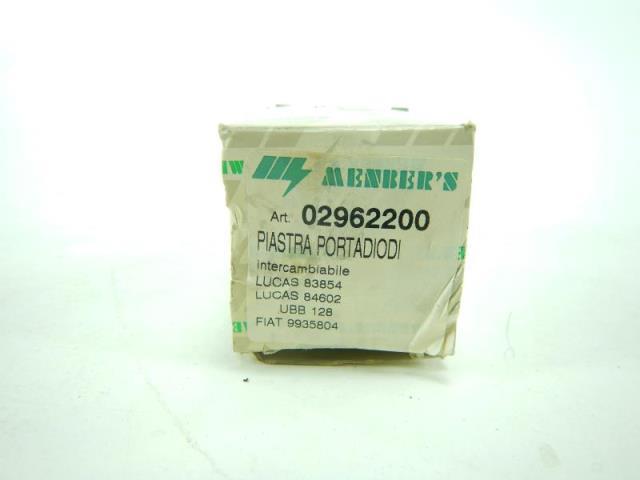 MENBER'S
Art. 02962200
PIASTRA PORTADIODI
Intercambiabile
LUCAS 83854
LUCAS 84602
UBB 128
FIAT 9935804